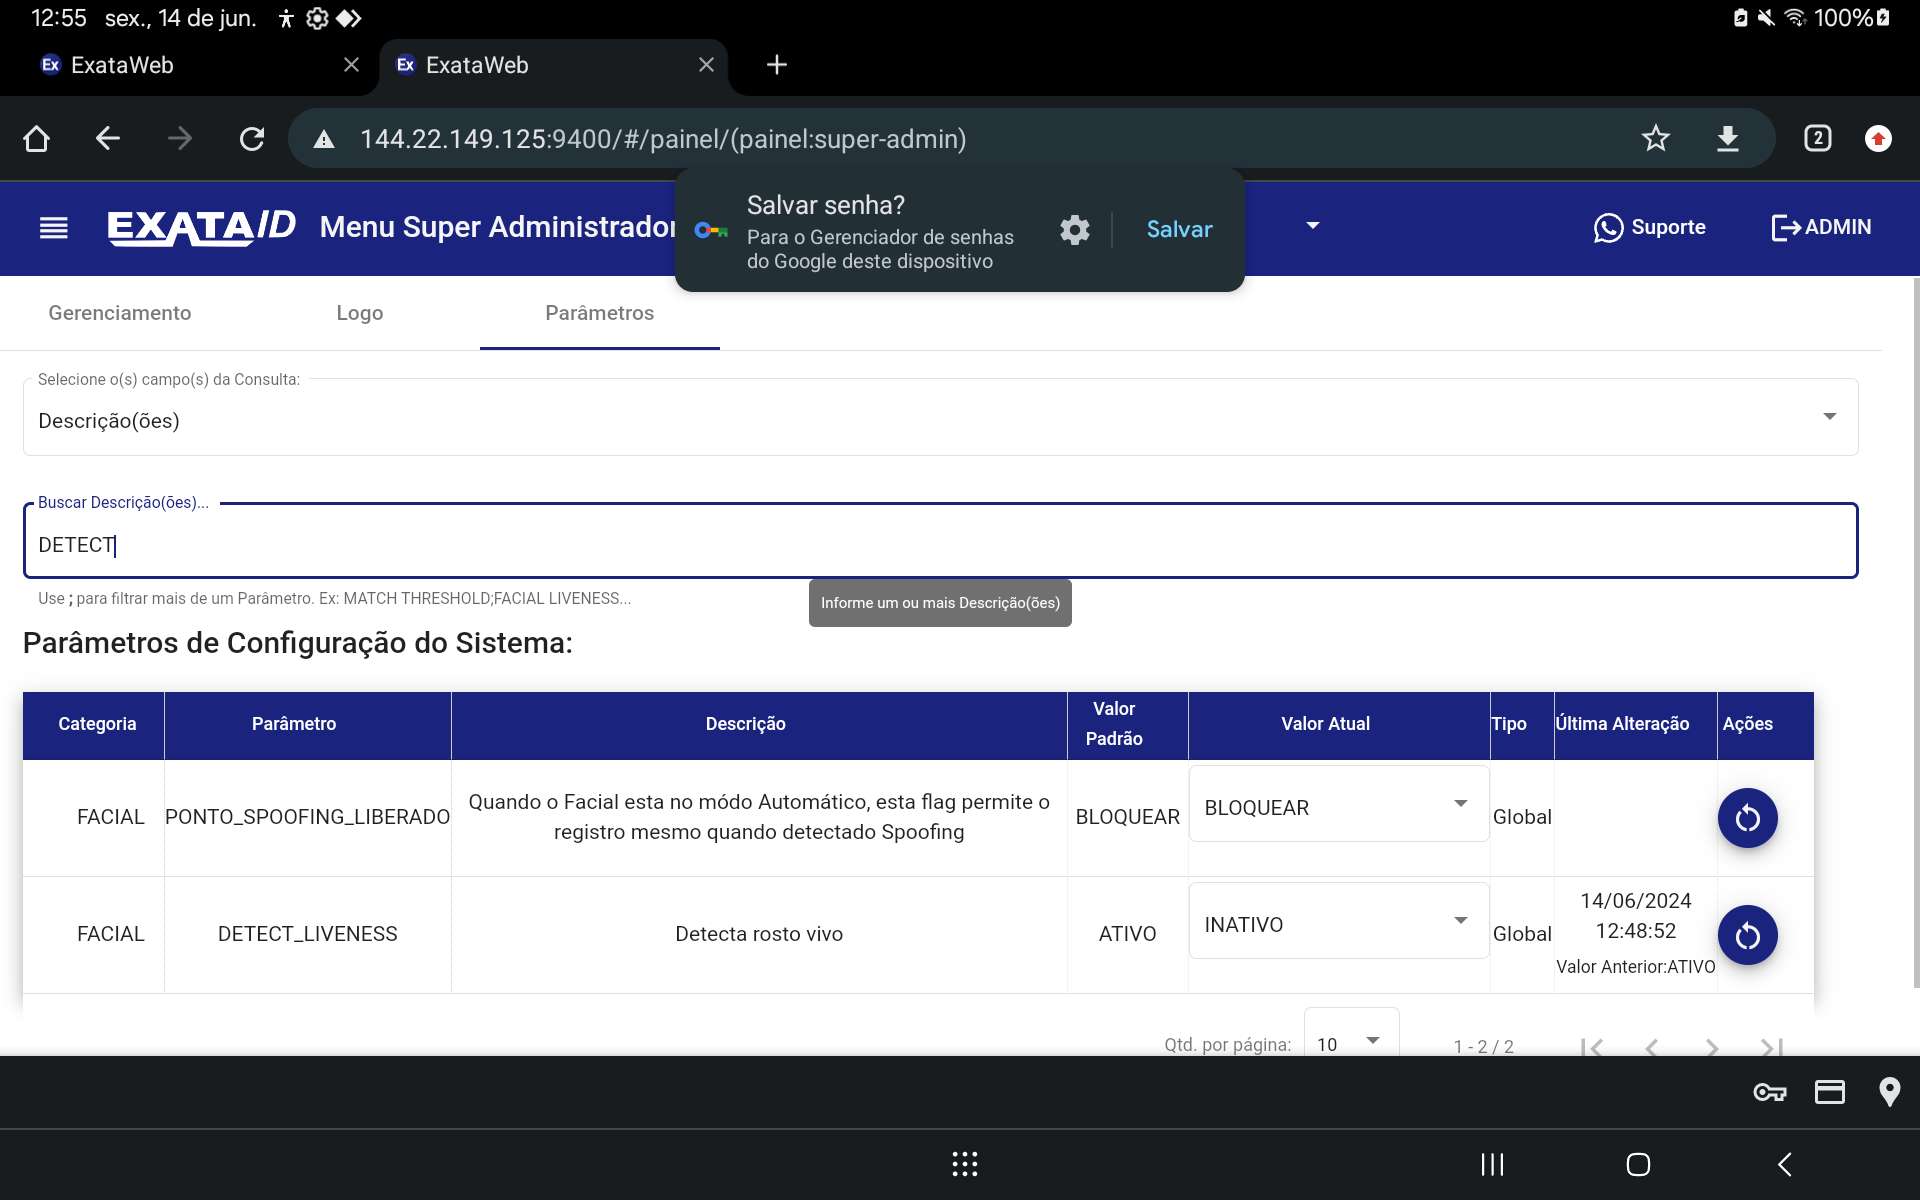 12:55 sex., 14 de jun. 100%
Ex ExataWeb
Ex ExataWeb
144.22.149.125:9400/#/painel/(painel:super-admin)
2
EXATA/ID Menu Super Administrador
Salvar senha?
Para o Gerenciador de senhas
do Google deste dispositivo
Salvar
Suporte
ADMIN
Gerenciamento Logo Parâmetros
Selecione o(s) campo(s) da Consulta:
Descrição(ões)
Buscar Descrição(ões)...
DETECT
Use ; para filtrar mais de um Parâmetro. Ex: MATCH THRESHOLD;FACIAL LIVENESS...
Informe um ou mais Descrição(ões)
Parâmetros de Configuração do Sistema:
Categoria Parâmetro Descrição Valor Padrão Valor Atual Tipo Última Alteração Ações
FACIAL PONTO_SPOOFING_LIBERADO Quando o Facial esta no módo Automático, esta flag permite o
registro mesmo quando detectado Spoofing BLOQUEAR BLOQUEAR Global
FACIAL DETECT_LIVENESS Detecta rosto vivo ATIVO INATIVO Global 14/06/2024
12:48:52
Valor Anterior:ATIVO
Qtd. por página: 10 1 - 2 / 2